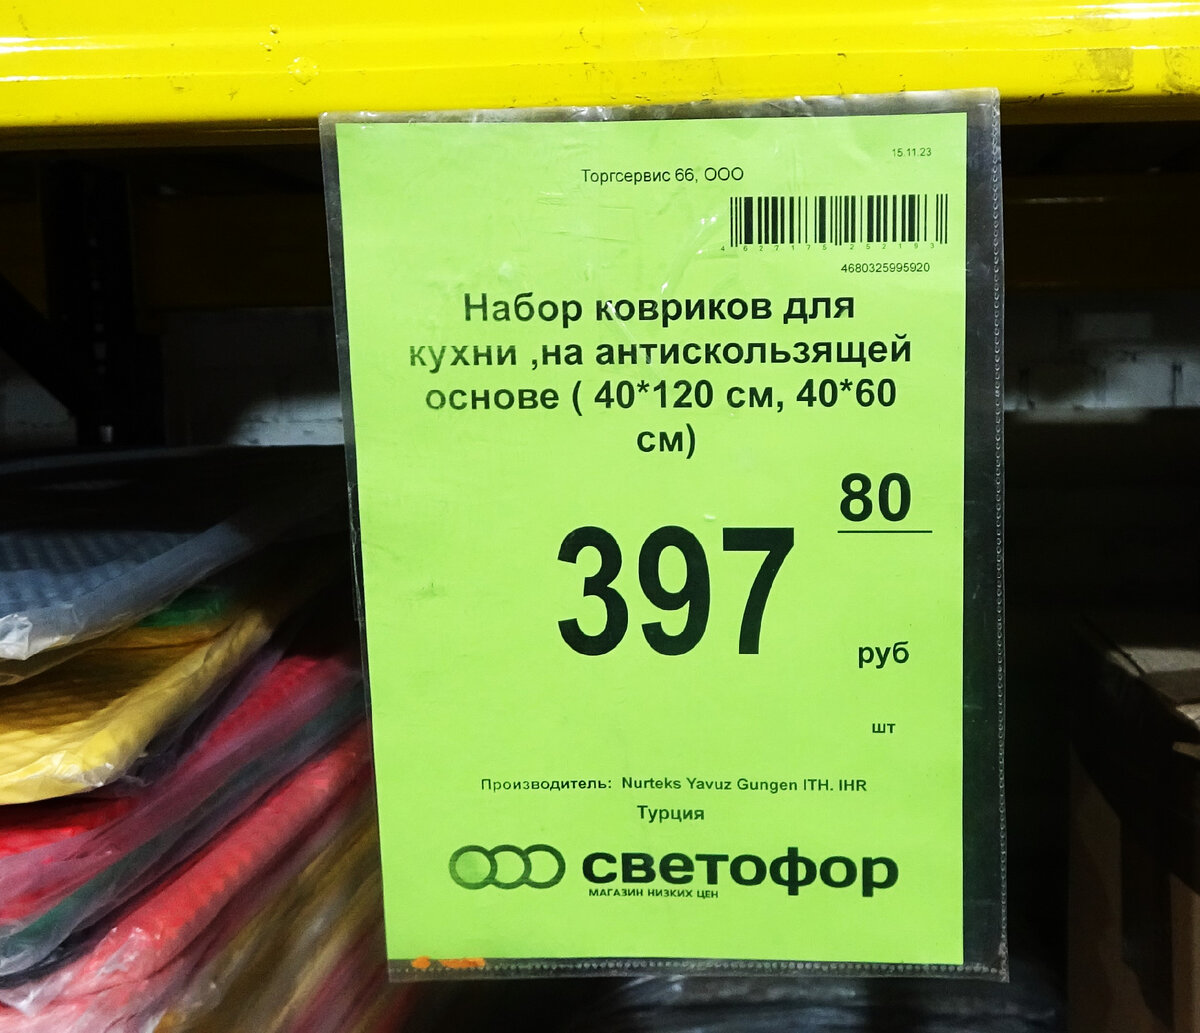 15.11.23
Торгсервис 66, ООО
4627175252193
4680325995920
Набор ковриков для
кухни ,на антискользящей
основе ( 40*120 см, 40*60
см)
397 80
руб
шт
Производитель: Nurteks Yavuz Gungen ITH. IHR
Турция
светофор
МАГАЗИН НИЗКИХ ЦЕН